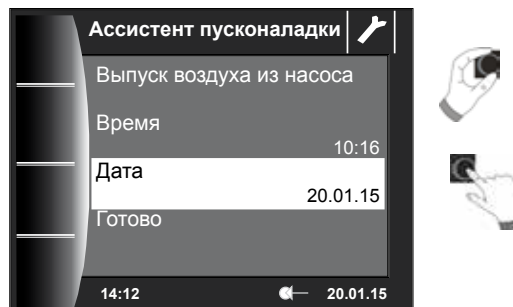 Ассистент пусконаладки
Выпуск воздуха из насоса
Время
10:16
Дата
20.01.15
Готово
14:12 20.01.15